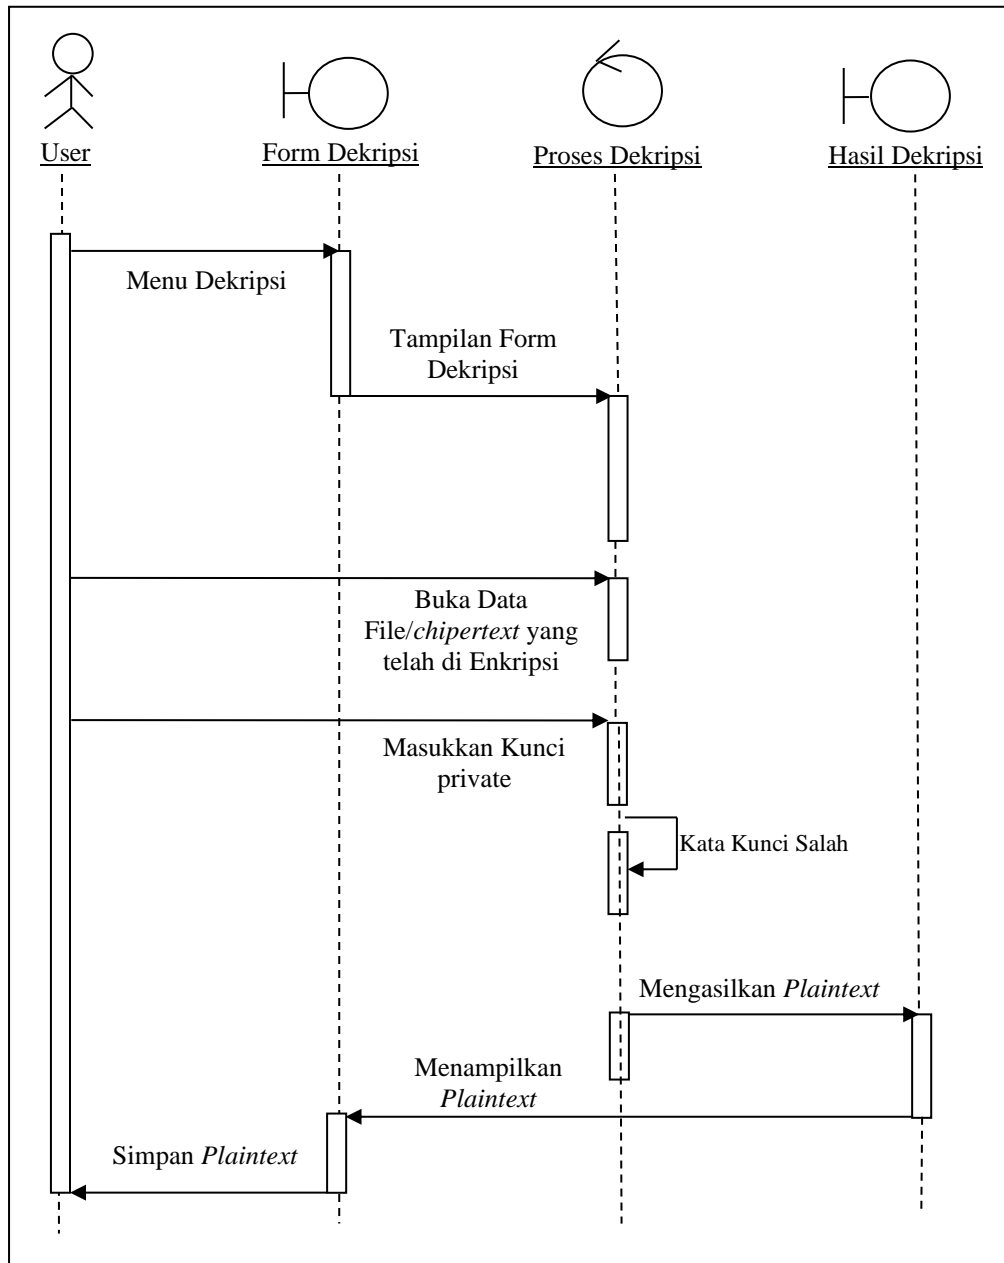 User
Form Dekripsi
Proses Dekripsi
Hasil Dekripsi
Menu Dekripsi
Tampilan Form
Dekripsi
Buka Data
File/chipertext yang
telah di Enkripsi
Masukkan Kunci
private
Kata Kunci Salah
Mengasilkan Plaintext
Menampilkan
Plaintext
Simpan Plaintext